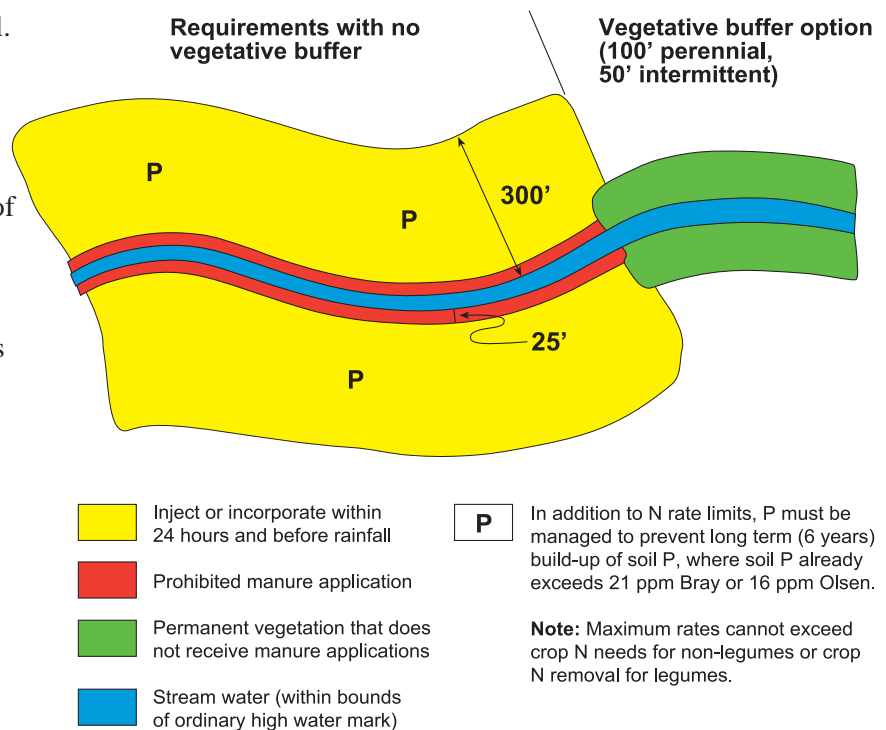 l.
of
s
Requirements with no
vegetative buffer
Vegetative buffer option
(100' perennial,
50' intermittent)
P
P
300'
25'
P
Inject or incorporate within
24 hours and before rainfall
Prohibited manure application
Permanent vegetation that does
not receive manure applications
Stream water (within bounds
of ordinary high water mark)
P
In addition to N rate limits, P must be
managed to prevent long term (6 years)
build-up of soil P, where soil P already
exceeds 21 ppm Bray or 16 ppm Olsen.
Note: Maximum rates cannot exceed
crop N needs for non-legumes or crop
N removal for legumes.